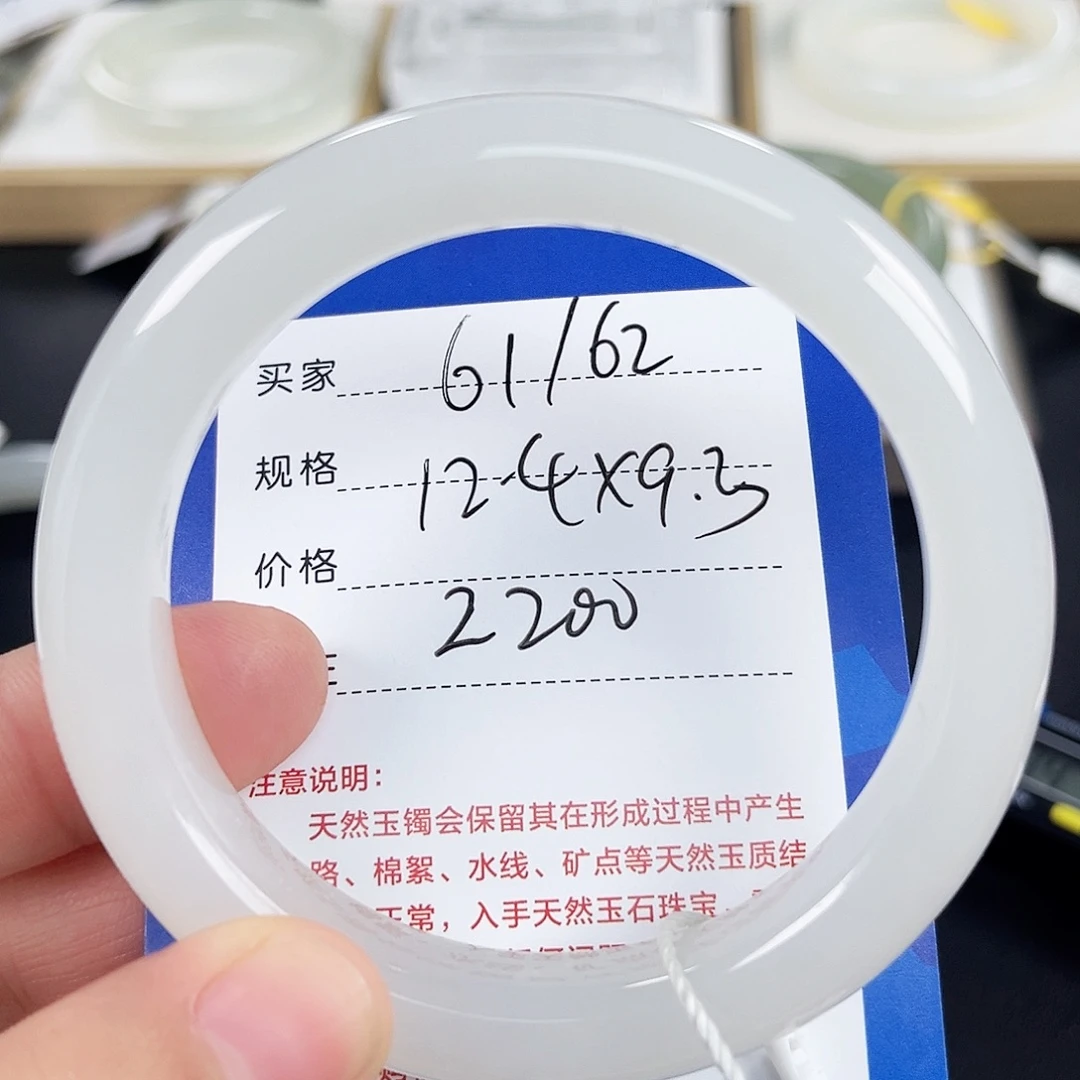 买家 61/62
规格 12.4×9.3
价格
2200
注意说明：
天然玉镯会保留其在形成过程中产生
路、棉絮、水线、矿点等天然玉质结
正常，入手天然玉石珠宝，